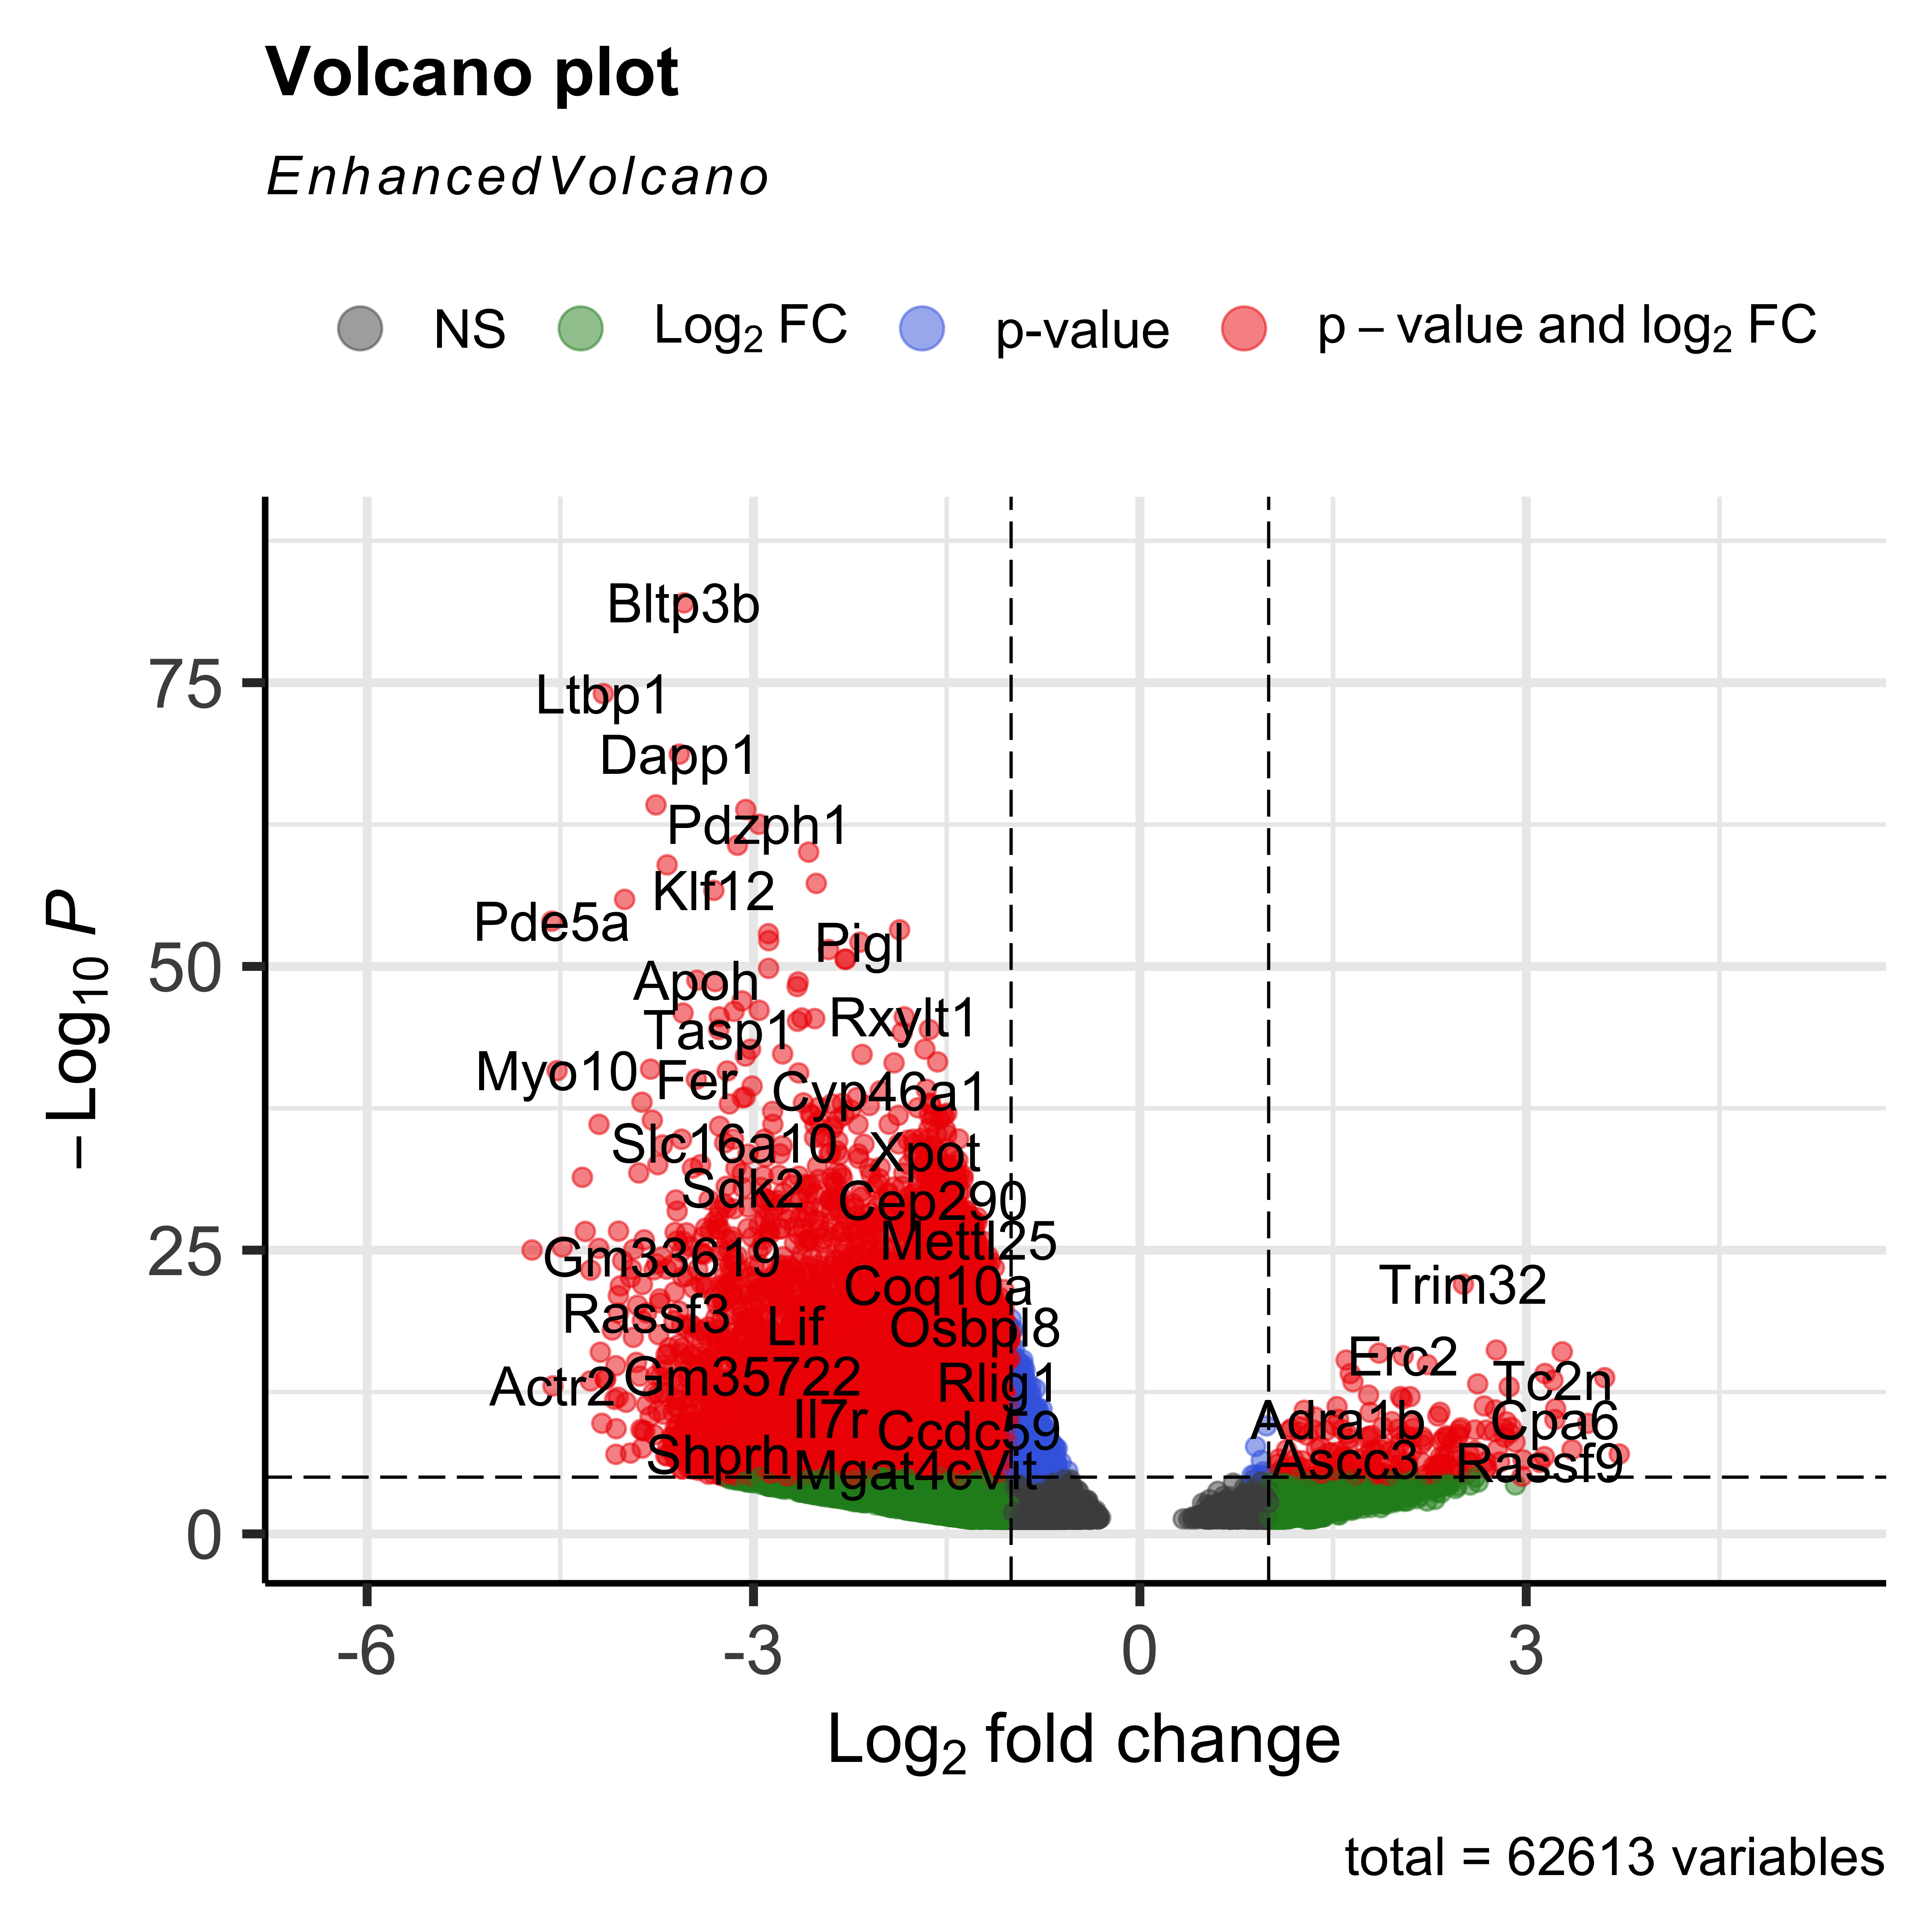 Volcano plot
EnhancedVolcano
NS Log₂ FC p-value p – value and log₂ FC
Bltp3b
75
Ltbp1
Dapp1
Pdzph1
Klf12
Pde5a
Pigl
50
Apoh
Rxylt1
Tasp1
Myo10 Fer
Cyp46a1
Slc16a10 Xpot
Sdk2 Cep290
Mettl25
25
Gm33619
Coq10a Trim32
Rassf3 Lif Osbpl8
Erc2
Gm35722 Rlig1 Tc2n
Actr2
Il7r Adra1b Cpa6
Ccdc59
Shprh Ascc3 Rassf9
Mgat4c Vit
0
–Log₁₀ P
-6 -3 0 3
Log₂ fold change
total = 62613 variables